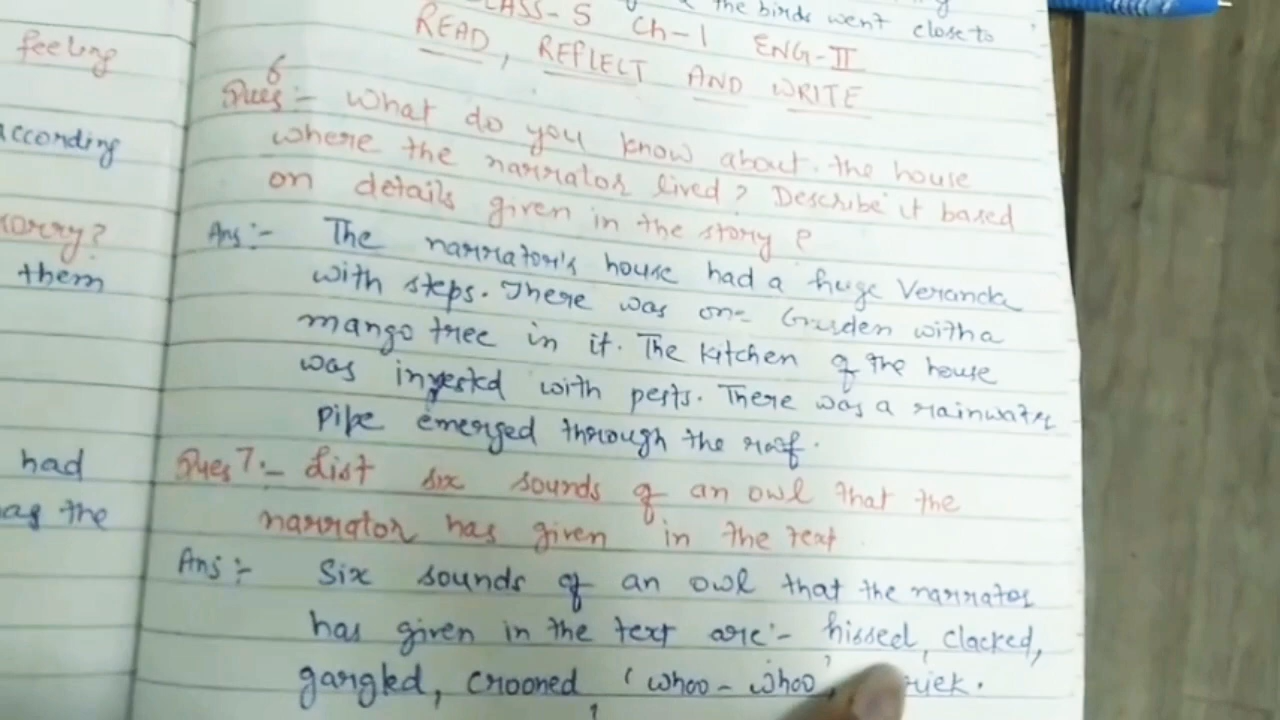 feeling
according
sorry?
them
had
as the
the birds went close to
CLASS-5 Ch-1 ENG-II
READ, REFLECT AND WRITE
Ques 6:- What do you know about the house
where the narrator lived? Describe it based
on details given in the story ?
Ans:- The narrator's house had a huge Veranda
with steps. There was one Garden with a
mango tree in it. The kitchen of the house
was invested with pests. There was a rainwater
pipe emerged through the roof.
Ques 7:- List six sounds of an owl that the
narrator has given in the text.
Ans:- Six sounds of an owl that the narrator
has given in the text are:- hissed, clacked,
gargled, crooned, 'whoo-whoo',